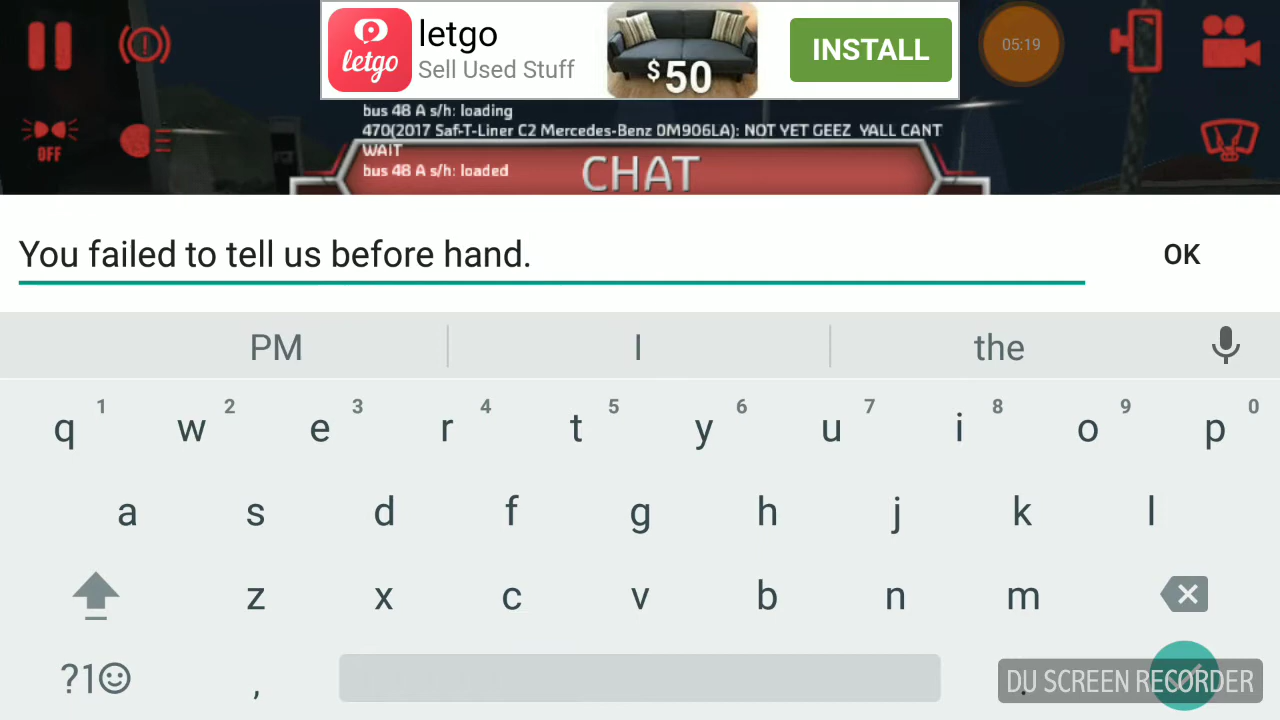 letgo
letgo
Sell Used Stuff
$50
INSTALL
05:19
OFF
bus 48 A s/h: loading
470(2017 Saf-T-Liner C2 Mercedes-Benz OM906LA): NOT YET GEEZ YALL CANT
WAIT
bus 48 A s/h: loaded
CHAT
You failed to tell us before hand.
OK
PM I the
1 2 3 4 5 6 7 8 9 0
q w e r t y u i o p
a s d f g h j k l
z x c v b n m
?1 , .
DU SCREEN RECORDER